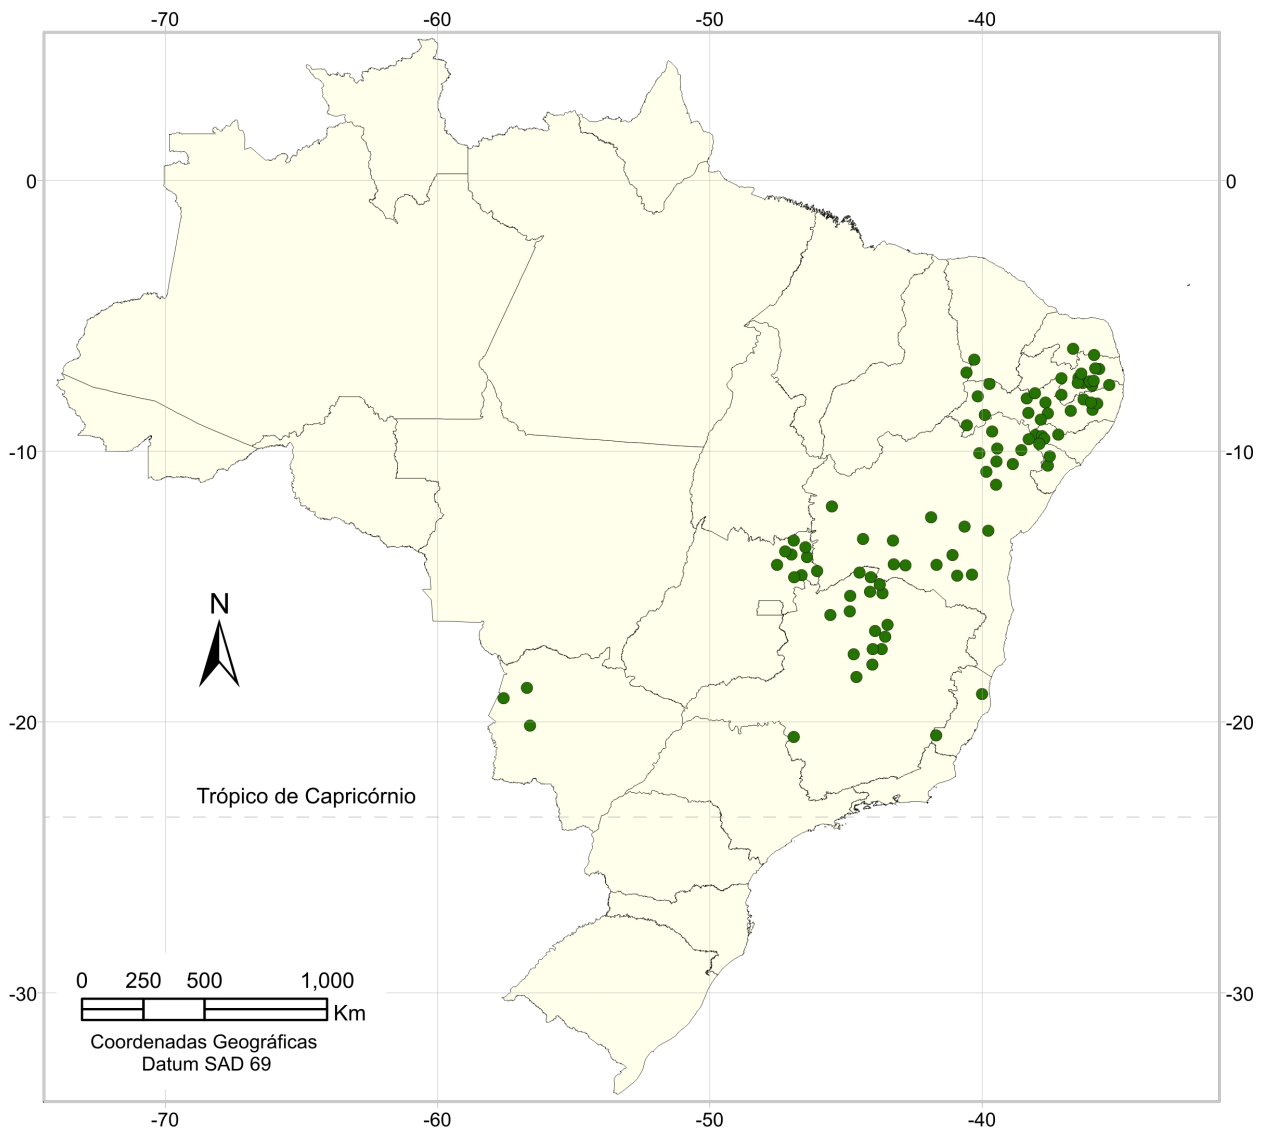 -70 -60 -50 -40
0 0
-10 -10
N
-20 -20
Trópico de Capricórnio
0 250 500 1,000
Km
-30 -30
Coordenadas Geográficas
Datum SAD 69
-70 -60 -50 -40